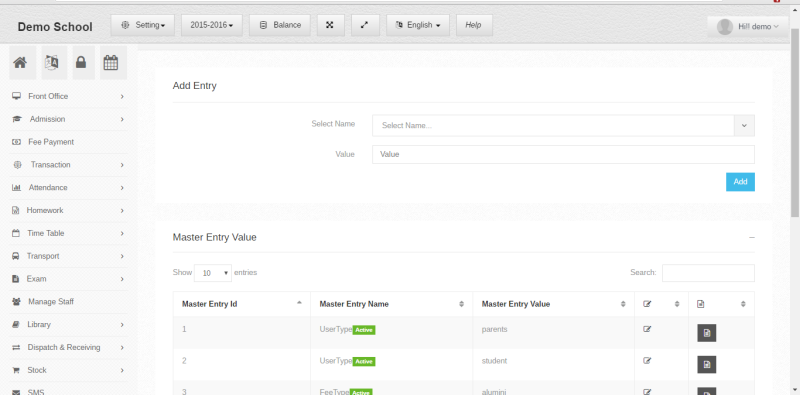 Demo School
Setting
2015-2016
Balance
English
Help
Hill demo
Front Office
Admission
Fee Payment
Transaction
Attendance
Homework
Time Table
Transport
Exam
Manage Staff
Library
Dispatch & Receiving
Stock
SMS
Add Entry
Select Name
Select Name...
Value
Value
Add
Master Entry Value
Show 10 entries
Search:
Master Entry Id Master Entry Name Master Entry Value
1 UserType Active parents
2 UserType Active student
3 FeeType Active alumini